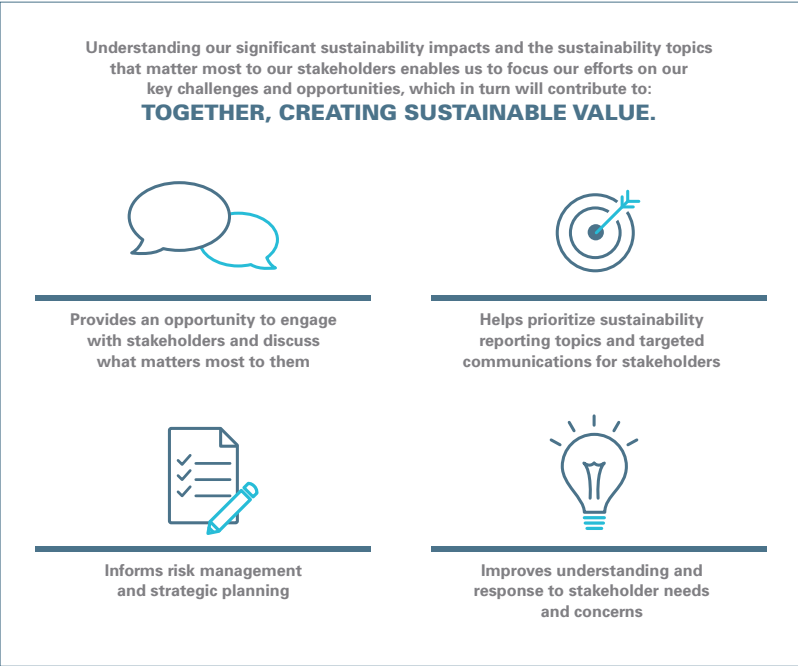 Understanding our significant sustainability impacts and the sustainability topics
that matter most to our stakeholders enables us to focus our efforts on our
key challenges and opportunities, which in turn will contribute to:
TOGETHER, CREATING SUSTAINABLE VALUE.
Provides an opportunity to engage
with stakeholders and discuss
what matters most to them
Helps prioritize sustainability
reporting topics and targeted
communications for stakeholders
Informs risk management
and strategic planning
Improves understanding and
response to stakeholder needs
and concerns